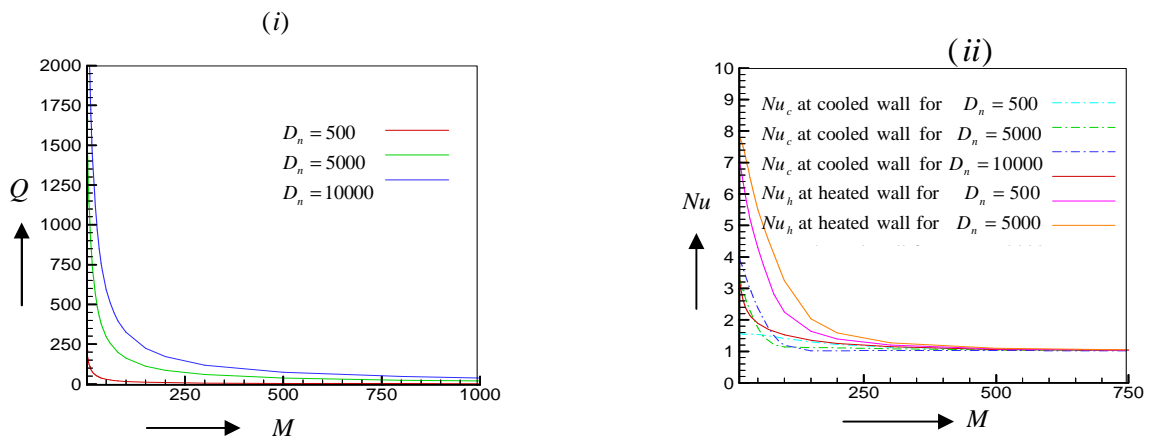 (i)
2000
1750
1500
1250
1000
750
500
250
0
Q
D_n = 500
D_n = 5000
D_n = 10000
250
500
750
1000
M
(ii)
10
9
8
7
6
5
4
3
2
1
0
Nu
Nu_c at cooled wall for D_n = 500
Nu_c at cooled wall for D_n = 5000
Nu_c at cooled wall for D_n = 10000
Nu_h at heated wall for D_n = 500
Nu_h at heated wall for D_n = 5000
250
500
750
M